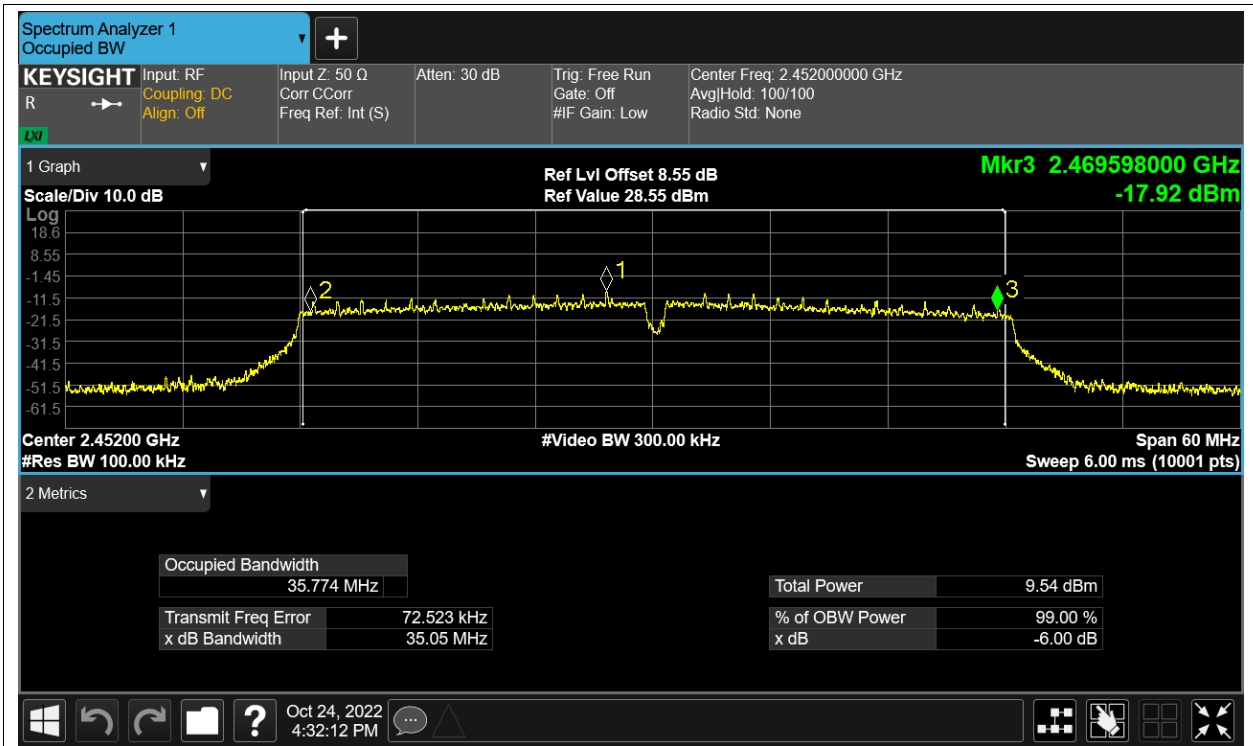 Spectrum Analyzer 1
Occupied BW
KEYSIGHT
R
LXI
Input: RF
Coupling: DC
Align: Off
Input Z: 50 Ω
Corr CCorr
Freq Ref: Int (S)
Atten: 30 dB
Trig: Free Run
Gate: Off
#IF Gain: Low
Center Freq: 2.452000000 GHz
Avg|Hold: 100/100
Radio Std: None
1 Graph
Scale/Div 10.0 dB
Ref Lvl Offset 8.55 dB
Ref Value 28.55 dBm
Mkr3 2.469598000 GHz
-17.92 dBm
Log
18.6
8.55
-1.45
-11.5
-21.5
-31.5
-41.5
-51.5
-61.5
2
1
3
Center 2.45200 GHz
#Res BW 100.00 kHz
#Video BW 300.00 kHz
Span 60 MHz
Sweep 6.00 ms (10001 pts)
2 Metrics
Occupied Bandwidth
35.774 MHz
Transmit Freq Error 72.523 kHz
x dB Bandwidth 35.05 MHz
Total Power 9.54 dBm
% of OBW Power 99.00 %
x dB -6.00 dB
?
Oct 24, 2022
4:32:12 PM